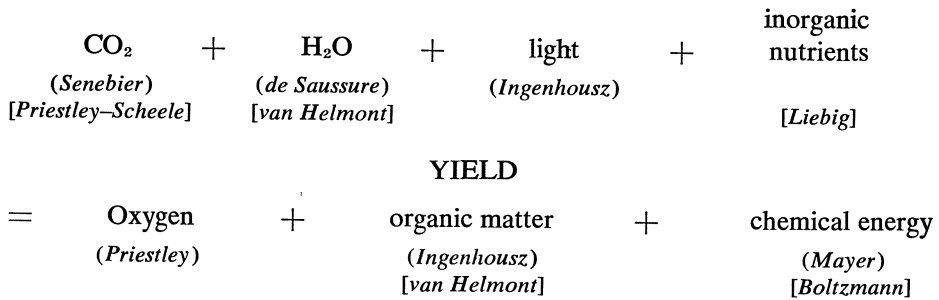 CO₂ + H₂O + light + inorganic nutrients
(Senebier) (de Saussure) (Ingenhousz)
[Priestley–Scheele] [van Helmont] [Liebig]
YIELD
= Oxygen + organic matter + chemical energy
(Priestley) (Ingenhousz) (Mayer)
[van Helmont] [Boltzmann]